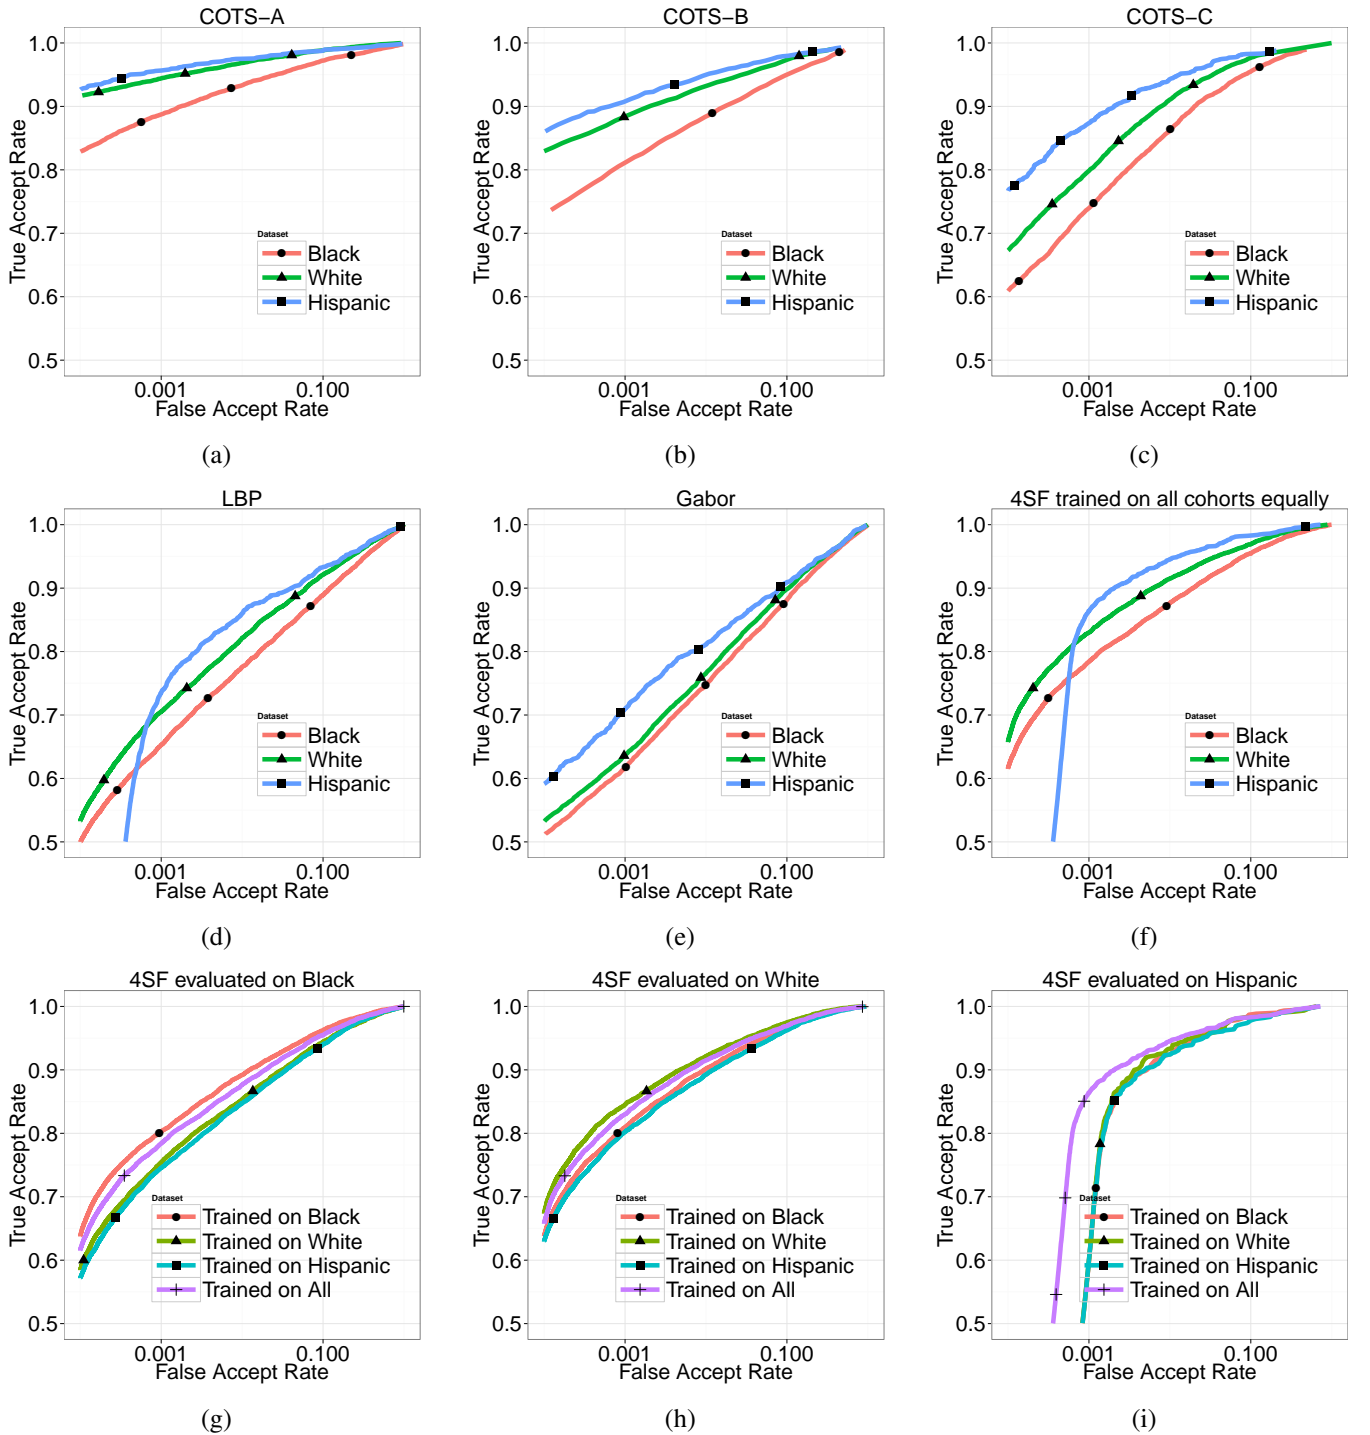 COTS−A
True Accept Rate
1.0
0.9
0.8
0.7
0.6
0.5
Dataset
Black
White
Hispanic
0.001 0.100
False Accept Rate
(a)
COTS−B
True Accept Rate
1.0
0.9
0.8
0.7
0.6
0.5
Dataset
Black
White
Hispanic
0.001 0.100
False Accept Rate
(b)
COTS−C
True Accept Rate
1.0
0.9
0.8
0.7
0.6
0.5
Dataset
Black
White
Hispanic
0.001 0.100
False Accept Rate
(c)
LBP
True Accept Rate
1.0
0.9
0.8
0.7
0.6
0.5
Dataset
Black
White
Hispanic
0.001 0.100
False Accept Rate
(d)
Gabor
True Accept Rate
1.0
0.9
0.8
0.7
0.6
0.5
Dataset
Black
White
Hispanic
0.001 0.100
False Accept Rate
(e)
4SF trained on all cohorts equally
True Accept Rate
1.0
0.9
0.8
0.7
0.6
0.5
Dataset
Black
White
Hispanic
0.001 0.100
False Accept Rate
(f)
4SF evaluated on Black
True Accept Rate
1.0
0.9
0.8
0.7
0.6
0.5
Dataset
Trained on Black
Trained on White
Trained on Hispanic
Trained on All
0.001 0.100
False Accept Rate
(g)
4SF evaluated on White
True Accept Rate
1.0
0.9
0.8
0.7
0.6
0.5
Dataset
Trained on Black
Trained on White
Trained on Hispanic
Trained on All
0.001 0.100
False Accept Rate
(h)
4SF evaluated on Hispanic
True Accept Rate
1.0
0.9
0.8
0.7
0.6
0.5
Dataset
Trained on Black
Trained on White
Trained on Hispanic
Trained on All
0.001 0.100
False Accept Rate
(i)